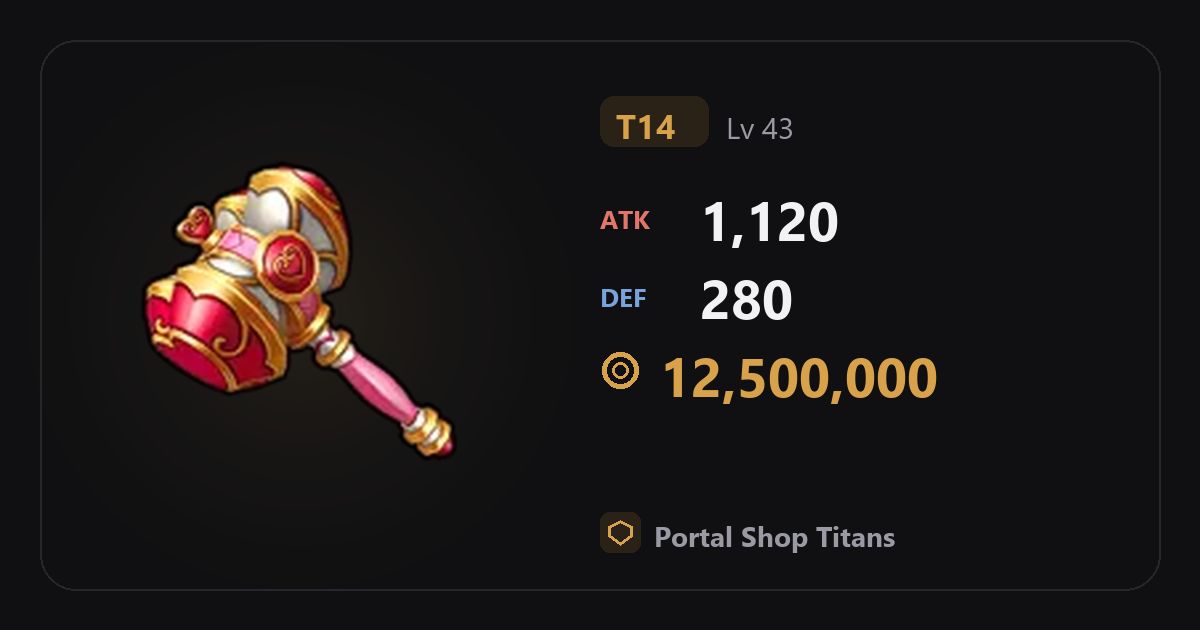 T14 Lv 43
ATK 1,120
DEF 280
12,500,000
Portal Shop Titans